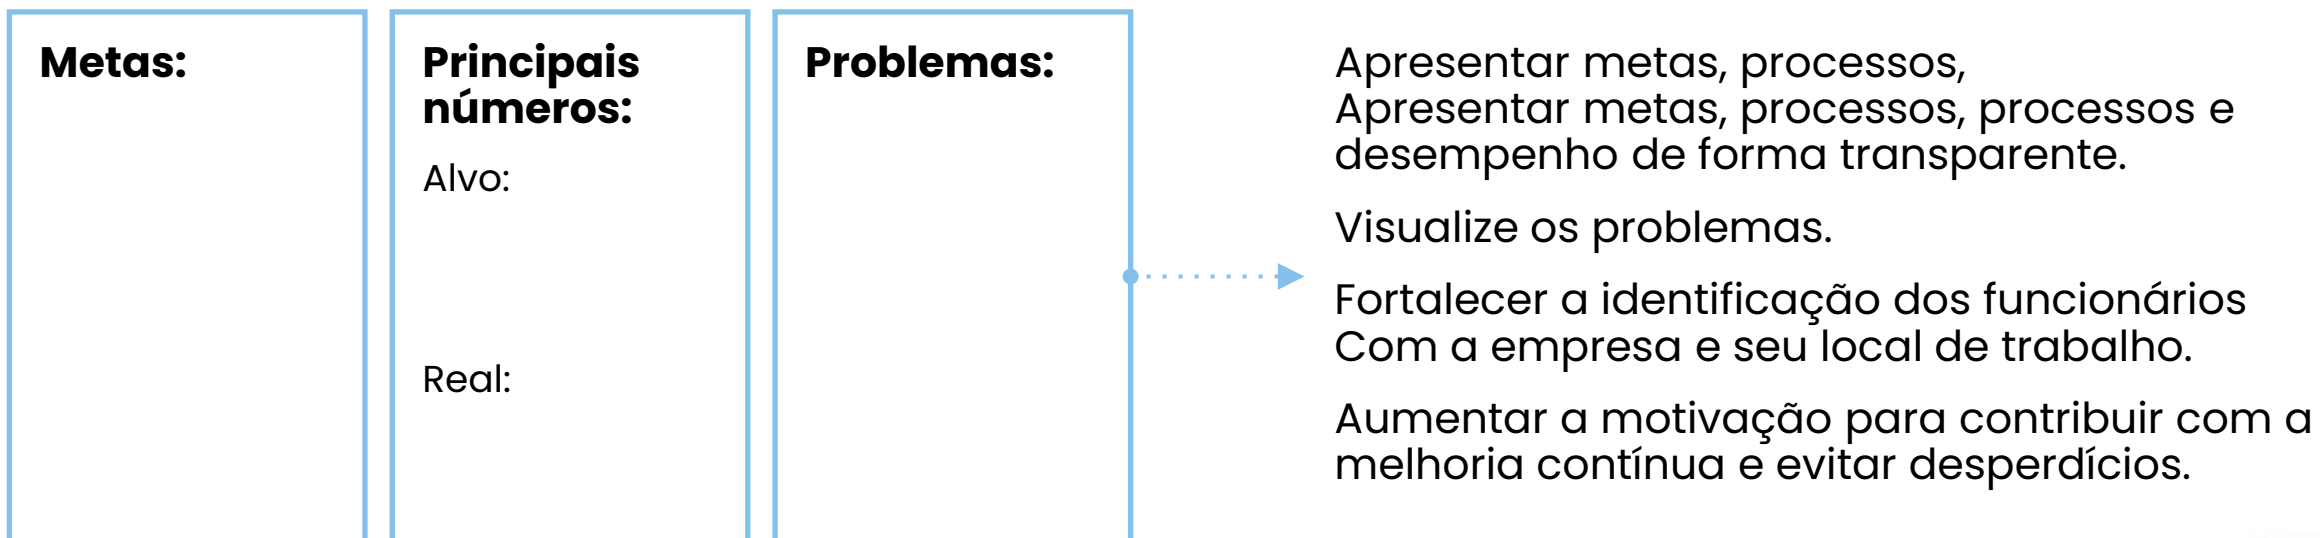 Metas:
Principais
números:
Alvo:
Real:
Problemas:
Apresentar metas, processos,
Apresentar metas, processos, processos e
desempenho de forma transparente.
Visualize os problemas.
Fortalecer a identificação dos funcionários
Com a empresa e seu local de trabalho.
Aumentar a motivação para contribuir com a
melhoria contínua e evitar desperdícios.